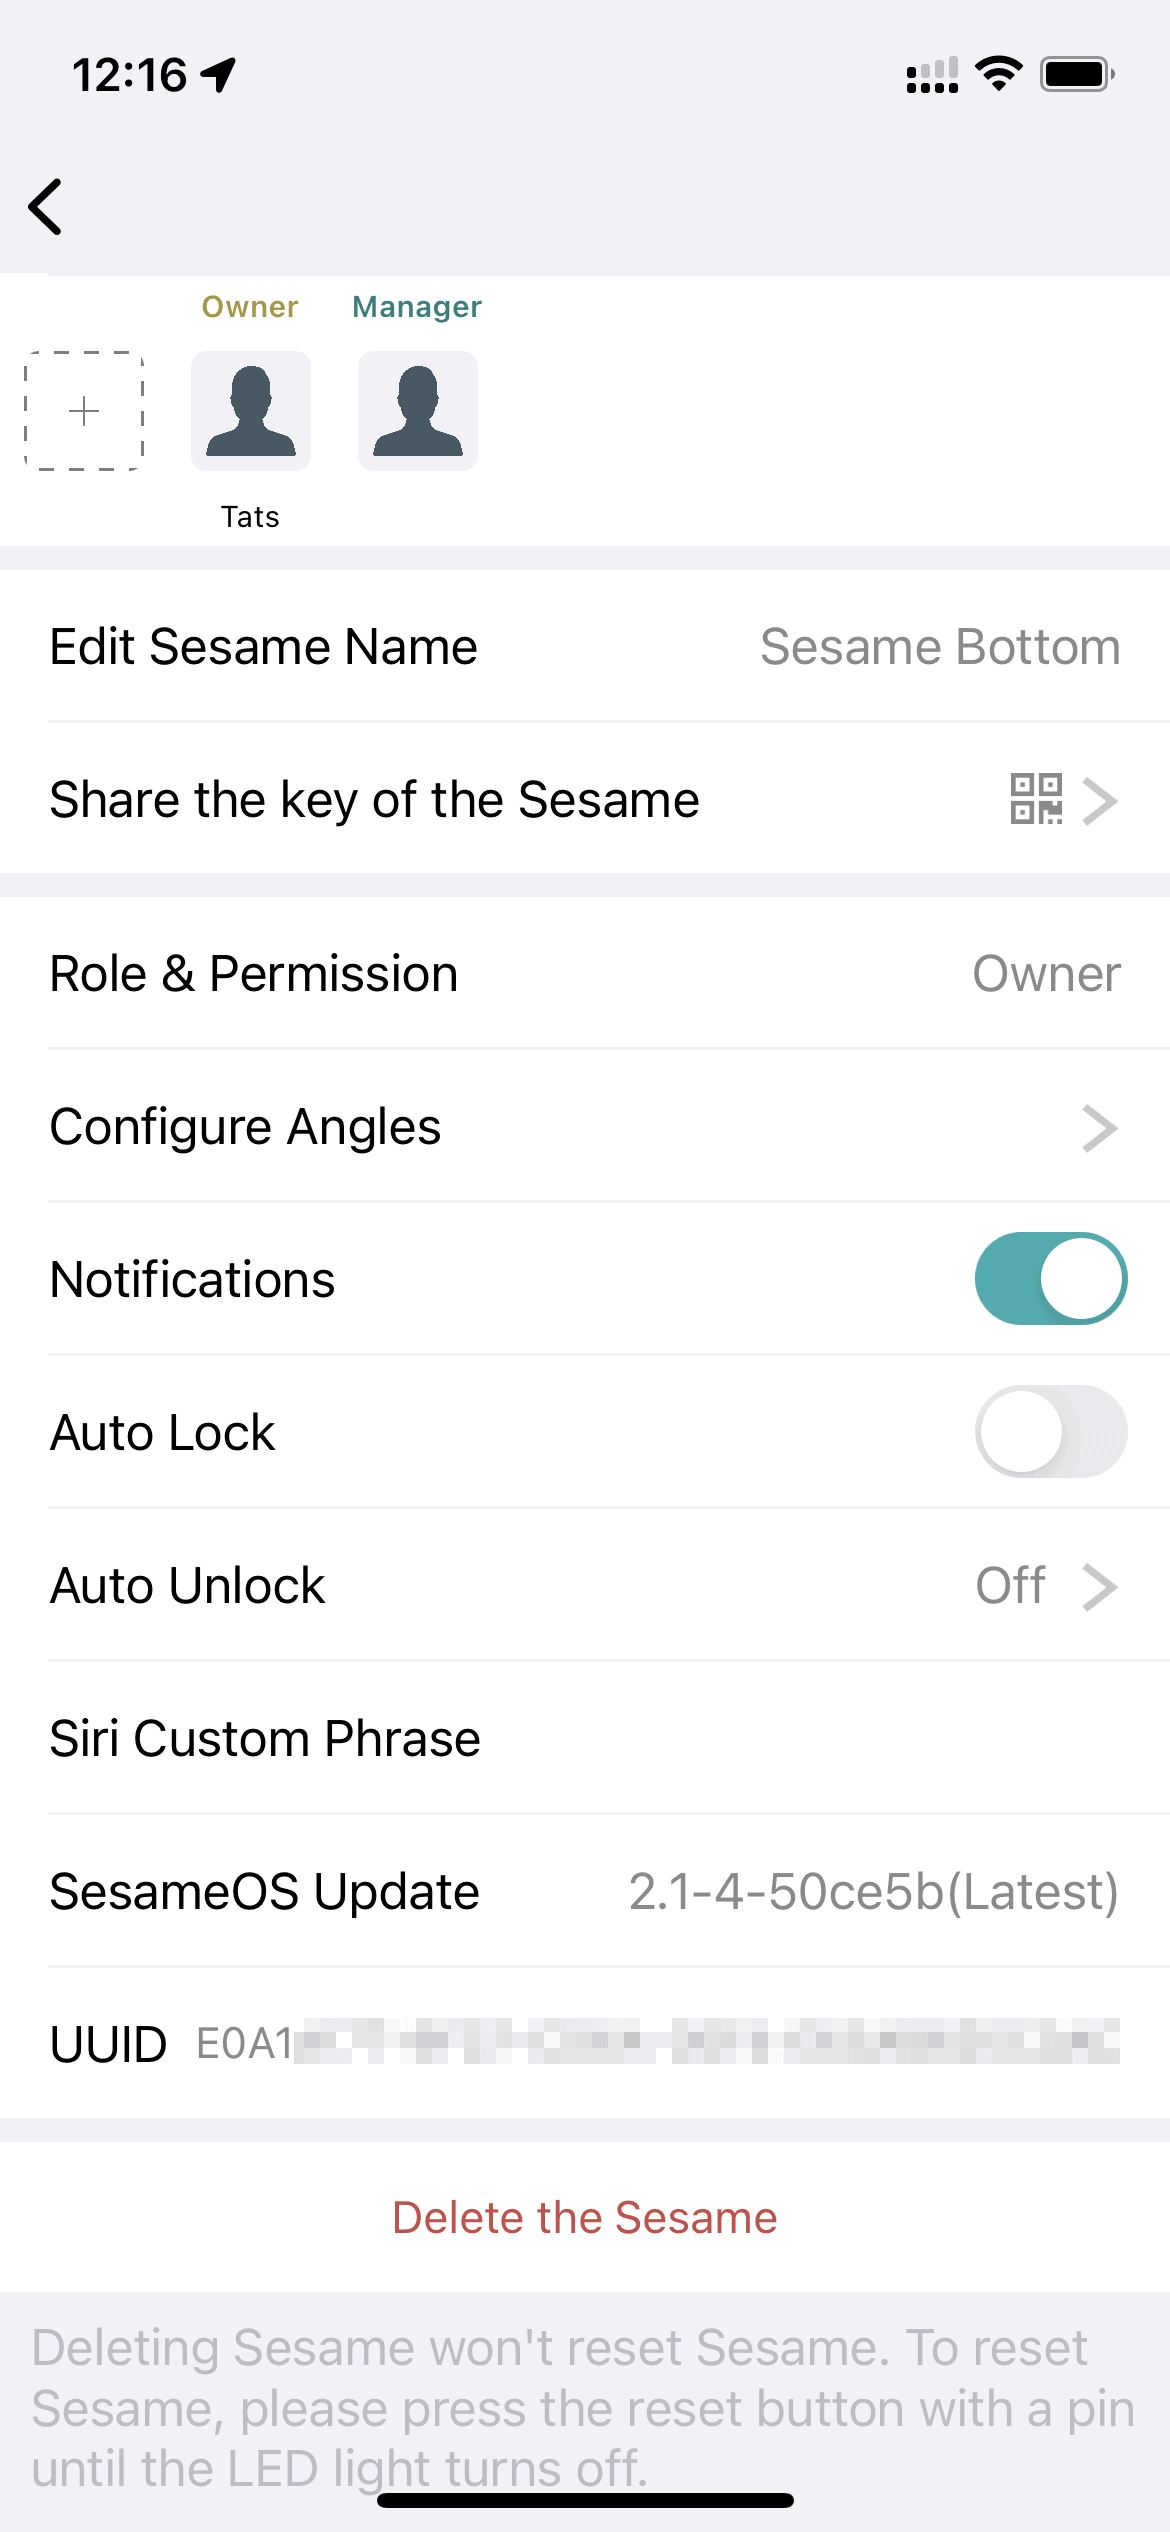 12:16
Owner Manager
Tats
Edit Sesame Name Sesame Bottom
Share the key of the Sesame
Role & Permission Owner
Configure Angles
Notifications
Auto Lock
Auto Unlock Off
Siri Custom Phrase
SesameOS Update 2.1-4-50ce5b(Latest)
UUID E0A1
Delete the Sesame
Deleting Sesame won't reset Sesame. To reset
Sesame, please press the reset button with a pin
until the LED light turns off.